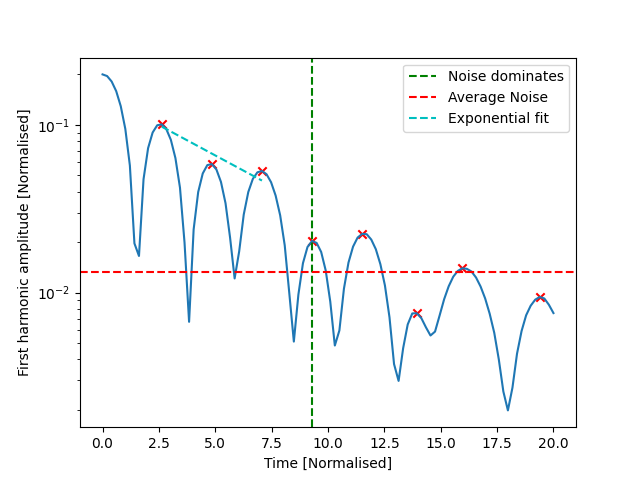 Noise dominates
Average Noise
Exponential fit
First harmonic amplitude [Normalised]
10⁻¹
10⁻²
0.0 2.5 5.0 7.5 10.0 12.5 15.0 17.5 20.0
Time [Normalised]